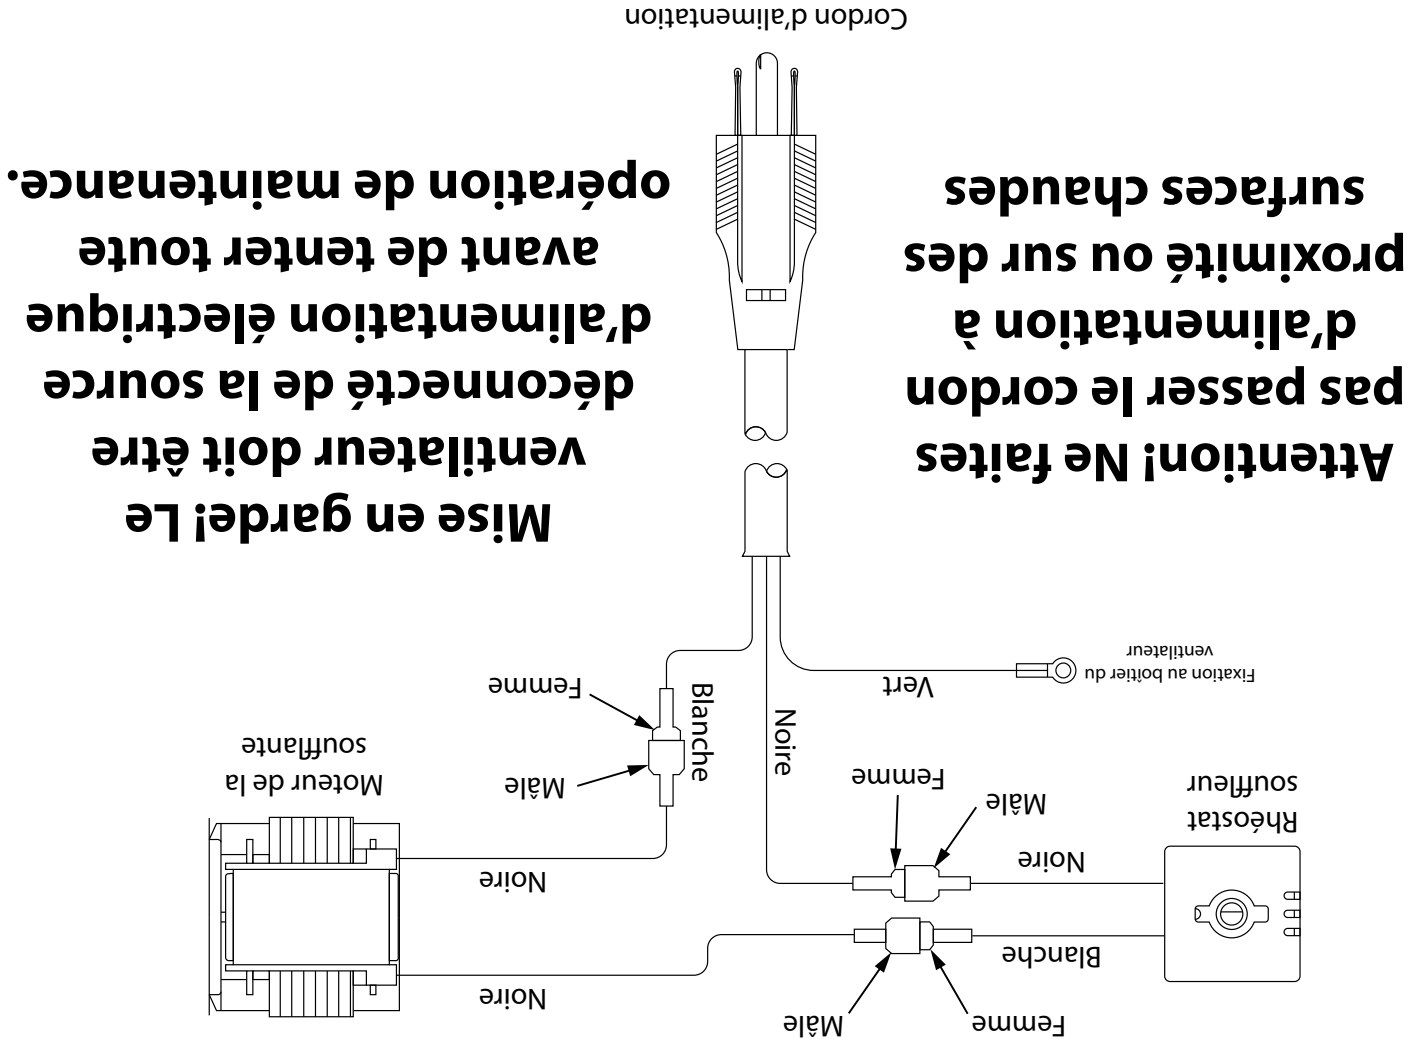 Femme
Mâle
Noire
Blanche
Noire
Mâle
Femme
Noire
Rhéostat
souffleur
Mâle
Moteur de la
soufflante
Femme
Noire
Blanche
Vert
Fixation au boîtier du
ventilateur
Attention! Ne faites
pas passer le cordon
d'alimentation à
proximité ou sur des
surfaces chaudes
Mise en garde! Le
ventilateur doit être
déconnecté de la source
d'alimentation électrique
avant de tenter toute
opération de maintenance.
Cordon d'alimentation